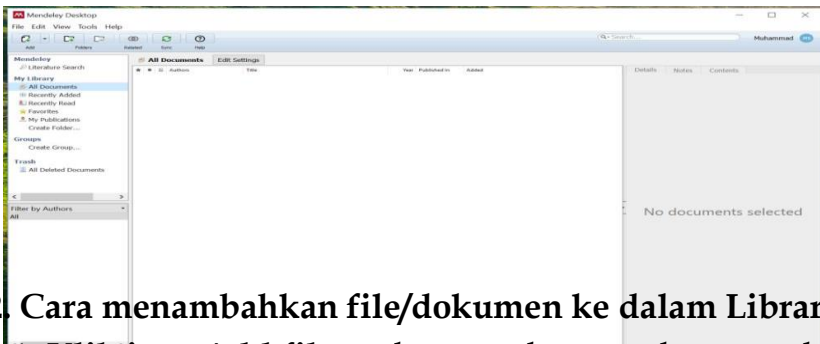 Mendeley Desktop
File Edit View Tools Help
Add Folders Related Sync Help
Search...
Muhammad
Mendeley
Literature Search
My Library
All Documents
Recently Added
Recently Read
Favorites
My Publications
Create Folder...
Groups
Create Group...
Trash
All Deleted Documents
Filter by Authors
All
All Documents Edit Settings
Authors Title Year Published In Added
Details Notes Contents
No documents selected
. Cara menambahkan file/dokumen ke dalam Librar